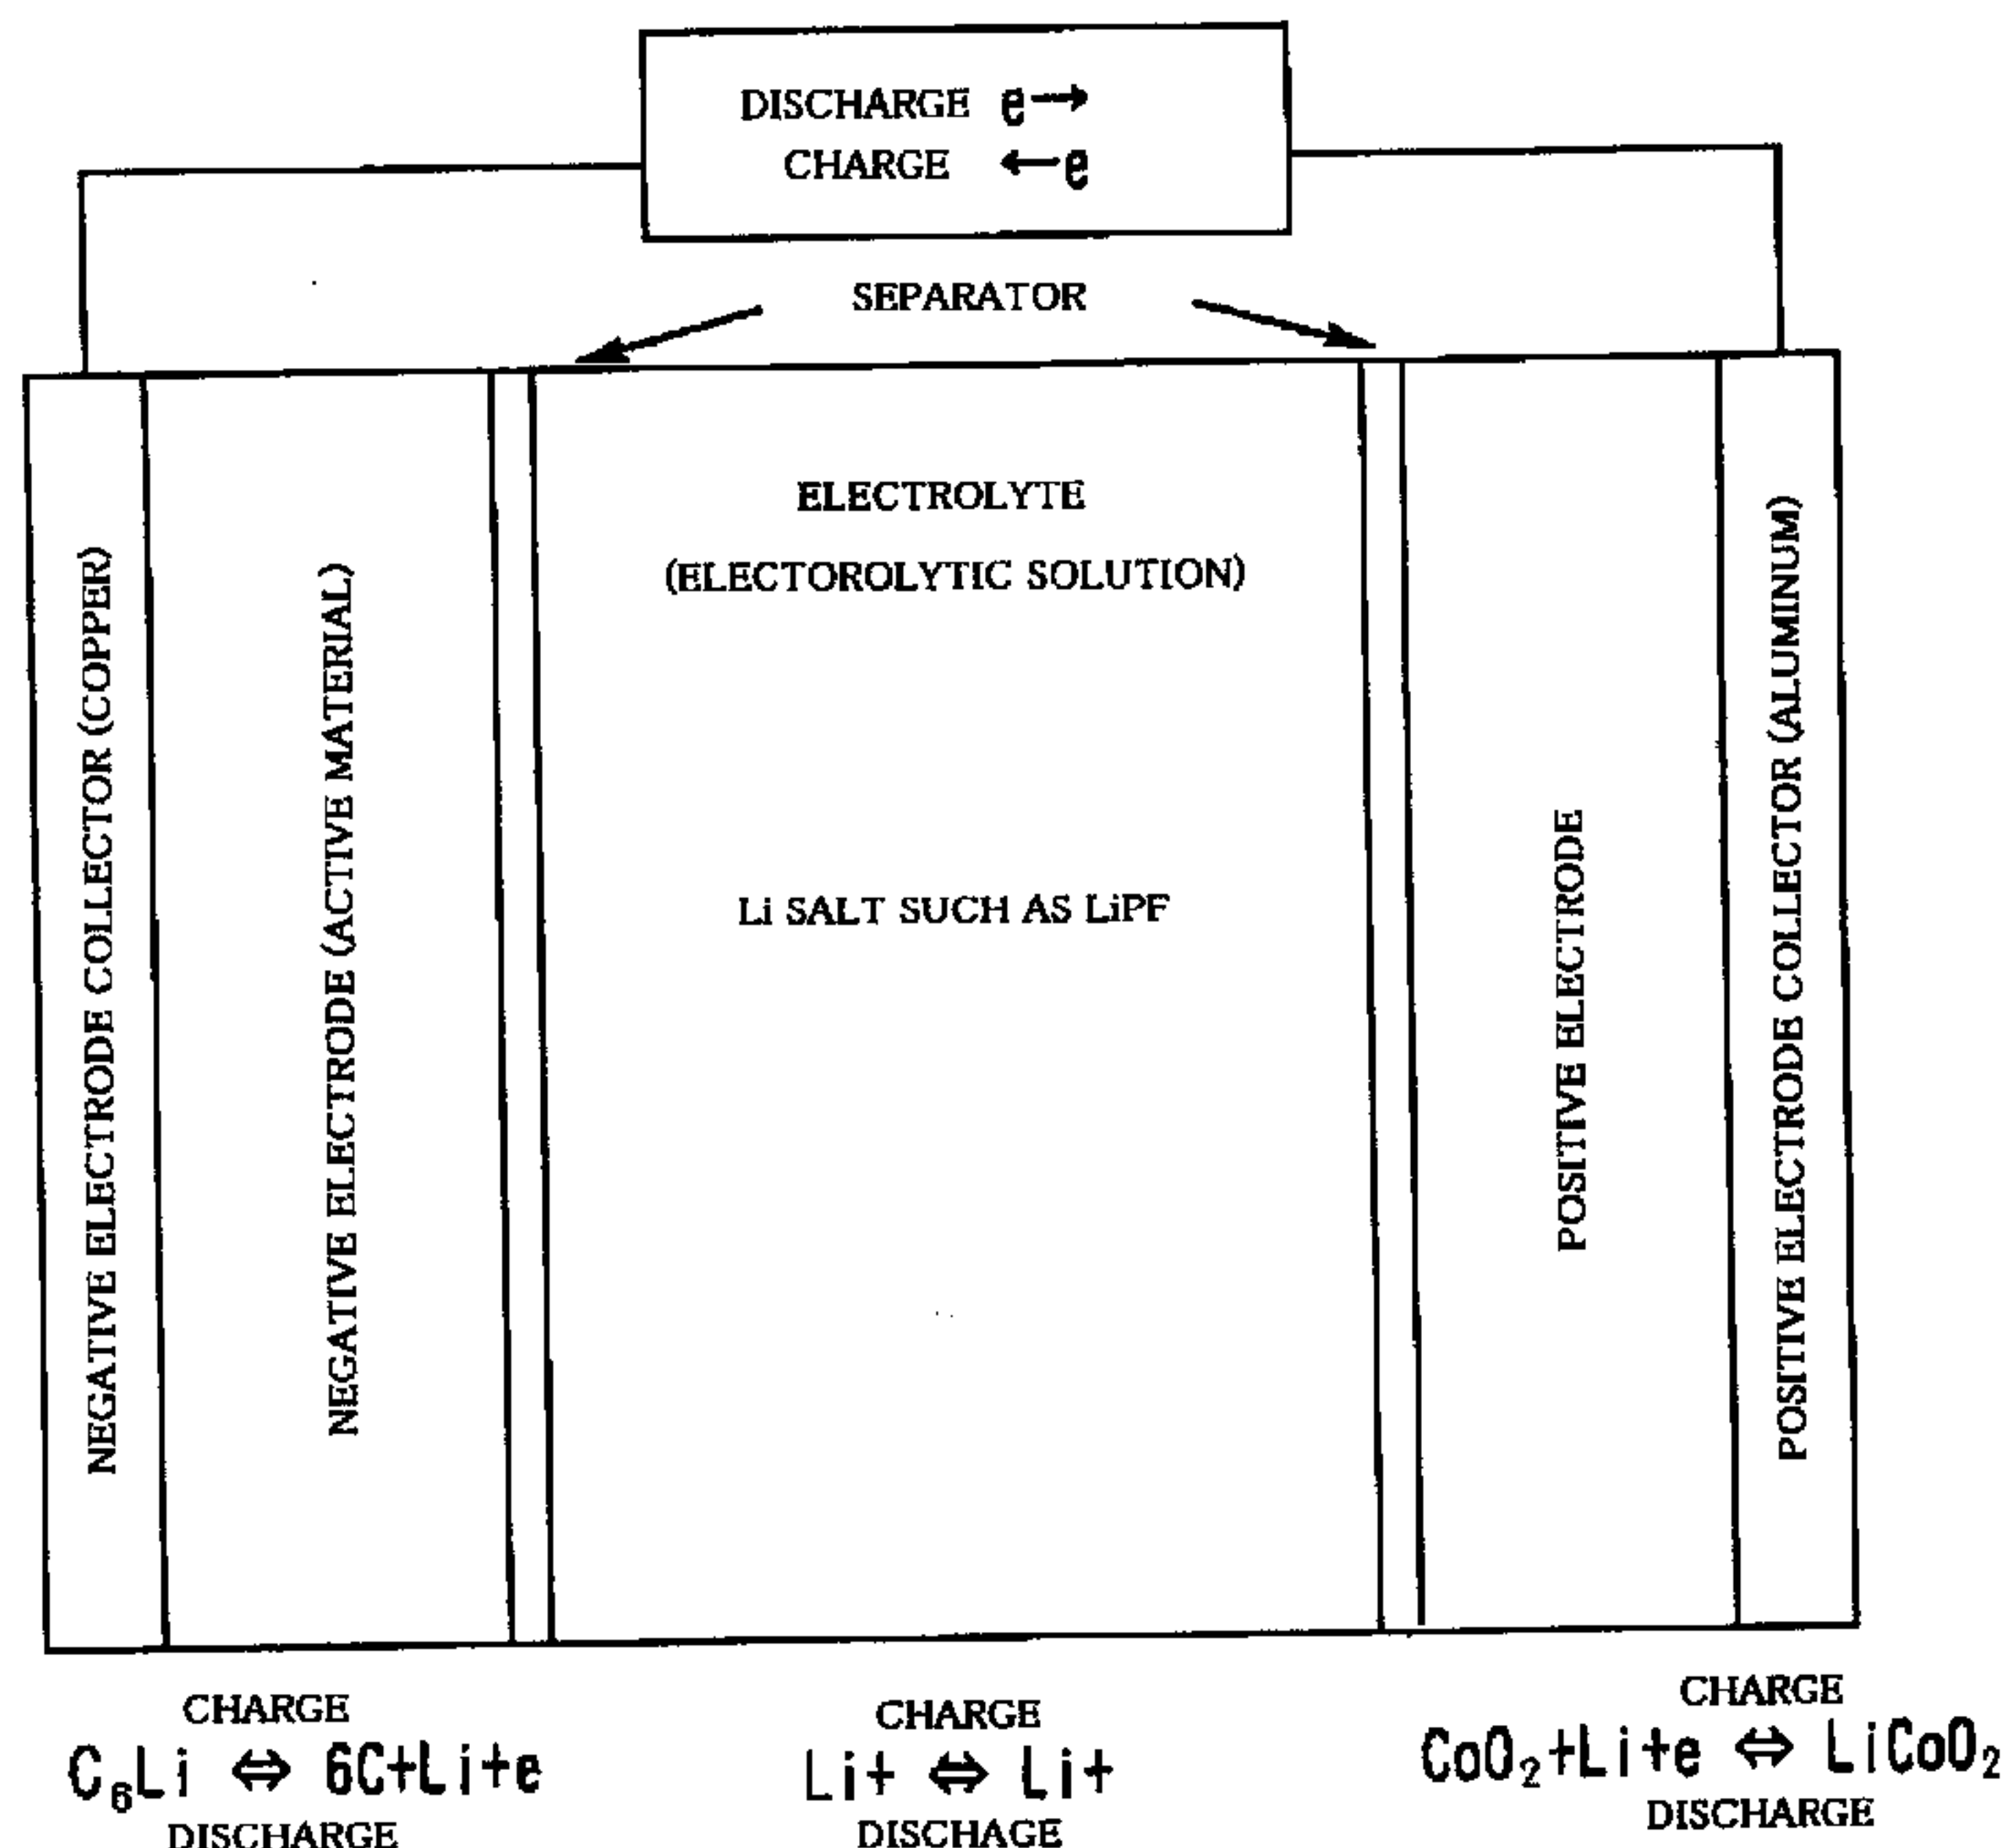 DISCHARGE e→
CHARGE ←e
SEPARATOR
ELECTROLYTE
(ELECTOROLYTIC SOLUTION)
NEGATIVE ELECTRODE COLLECTOR (COPPER)
NEGATIVE ELECTRODE (ACTIVE MATERIAL)
Li SALT SUCH AS LiPF
POSITIVE ELECTRODE
POSITIVE ELECTRODE COLLECTOR (ALUMINUM)
CHARGE
C₆Li ⇔ 6C+Li+e
DISCHARGE
CHARGE
Li+ ⇔ Li+
DISCHAGE
CHARGE
CoO₂+Li+e ⇔ LiCoO₂
DISCHARGE